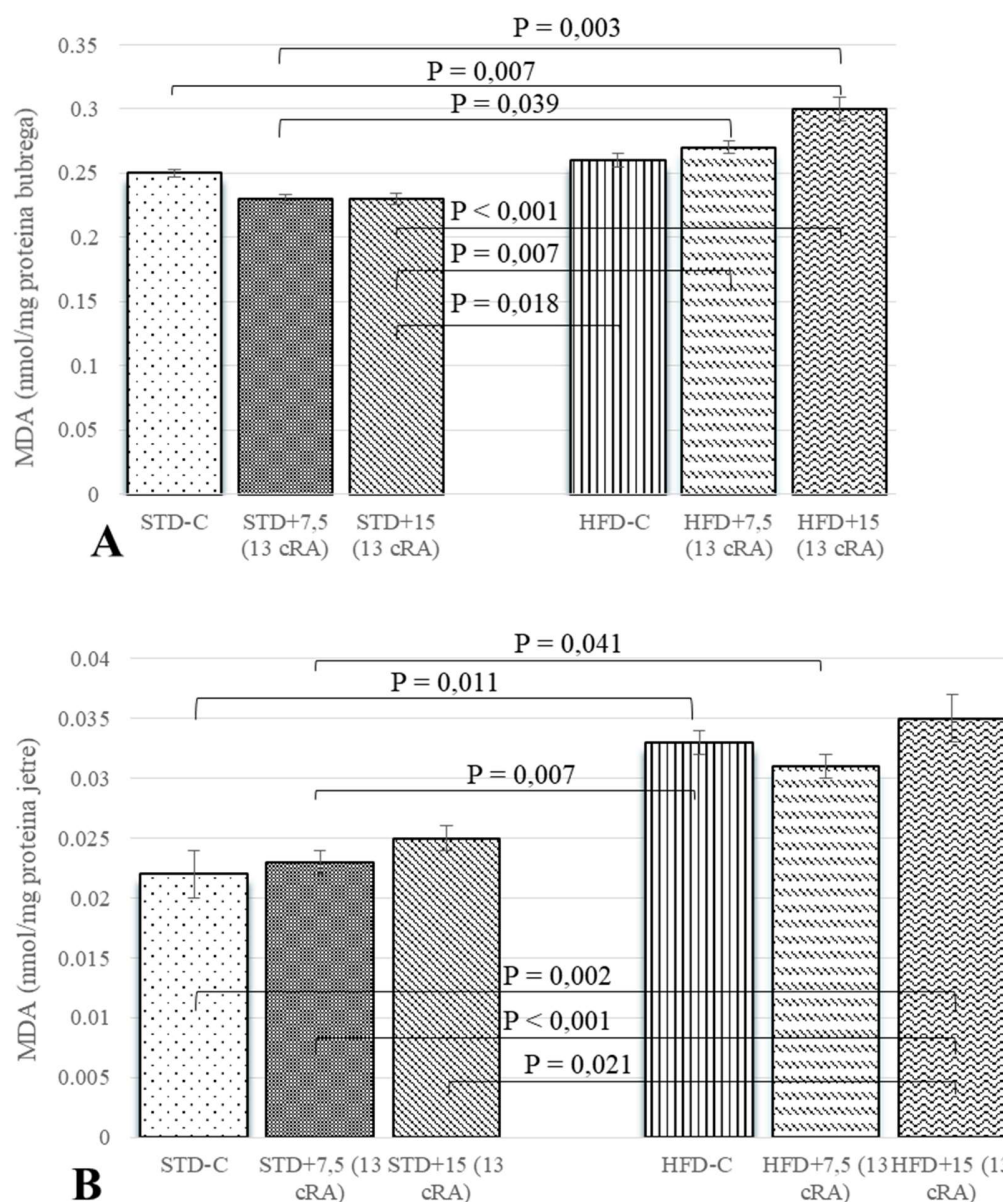 P = 0,003
0.35
P = 0,007
0.3
P = 0,039
0.25
P < 0,001
0.2
P = 0,007
0.15
P = 0,018
0.1
0.05
0
MDA (nmol/mg proteina bubrega)
STD-C STD+7,5 STD+15 HFD-C HFD+7,5 HFD+15
(13 cRA) (13 cRA) (13 cRA) (13 cRA)
A
0.04
P = 0,041
P = 0,011
0.035
0.03
P = 0,007
0.025
0.02
0.015
P = 0,002
0.01
P < 0,001
P = 0,021
0.005
0
MDA (nmol/mg proteina jetre)
STD-C STD+7,5 (13 STD+15 (13 HFD-C HFD+7,5 (13 HFD+15 (13
cRA) cRA) cRA) cRA)
B